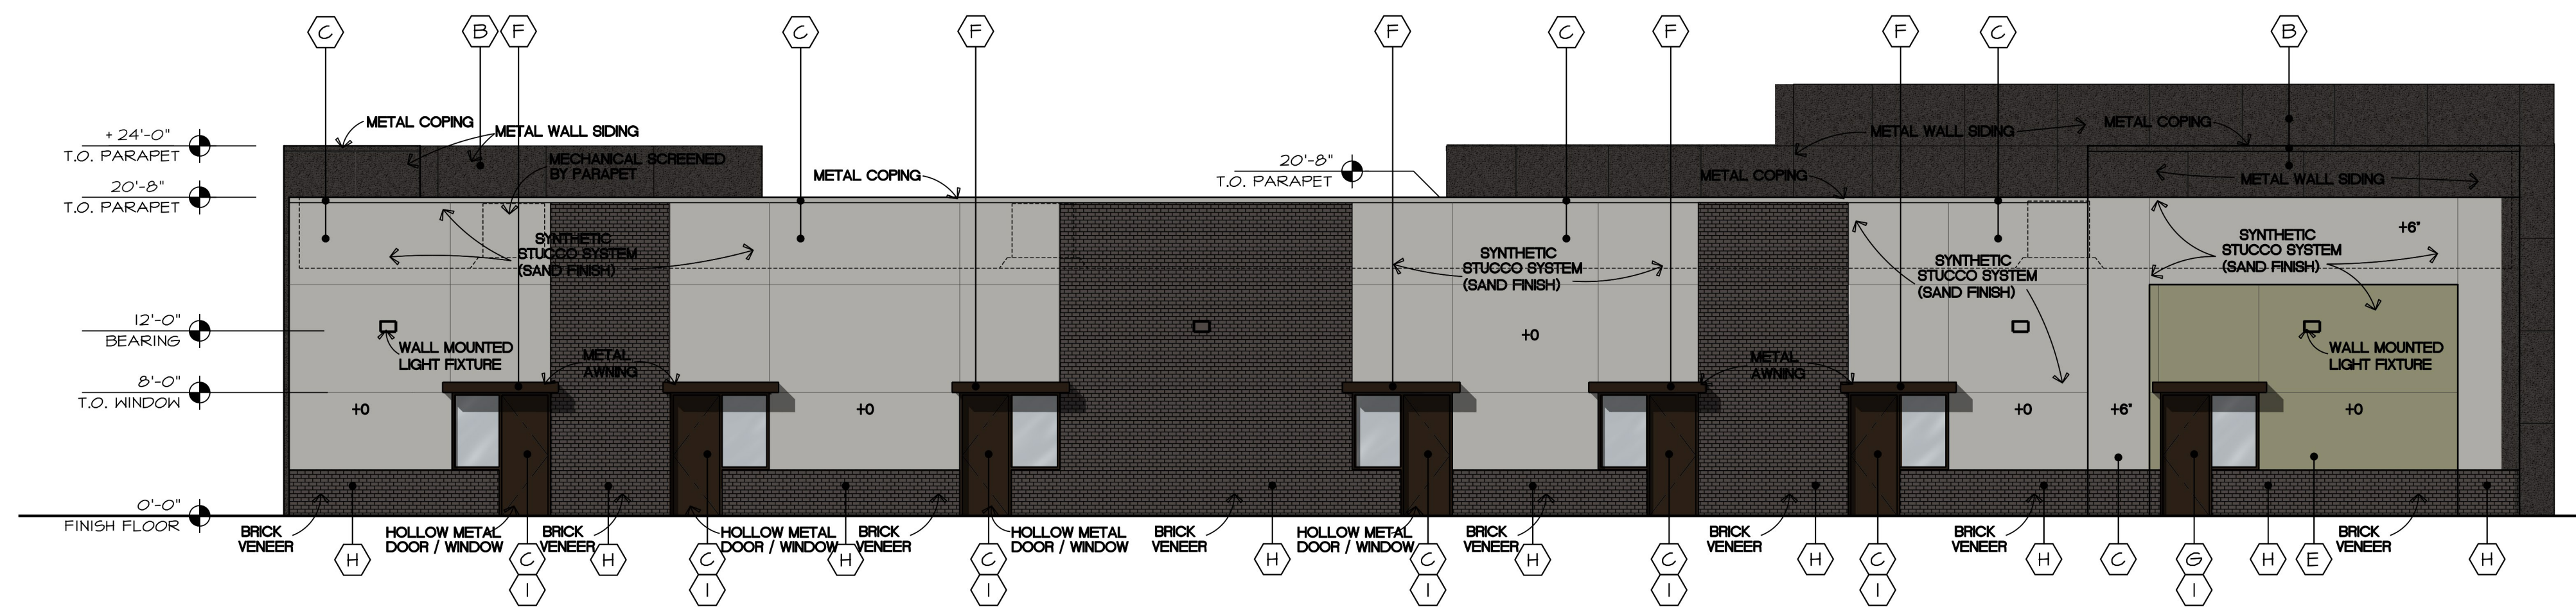 C B F C F F C F F C B
METAL COPING
METAL WALL SIDING
MECHANICAL SCREENED
BY PARAPET
METAL COPING
METAL WALL SIDING
METAL COPING
METAL COPING
METAL WALL SIDING
+ 24'-0"
T.O. PARAPET
20'-8"
T.O. PARAPET
20'-8"
T.O. PARAPET
12'-0"
BEARING
8'-0"
T.O. WINDOW
0'-0"
FINISH FLOOR
SYNTHETIC
STUCCO SYSTEM
(SAND FINISH)
SYNTHETIC
STUCCO SYSTEM
(SAND FINISH)
SYNTHETIC
STUCCO SYSTEM
(SAND FINISH)
SYNTHETIC
STUCCO SYSTEM
(SAND FINISH)
+6"
WALL MOUNTED
LIGHT FIXTURE
METAL
AWNING
+0
METAL
AWNING
WALL MOUNTED
LIGHT FIXTURE
+0
+0
+0
+6"
+0
BRICK
VENEER
HOLLOW METAL
DOOR / WINDOW
BRICK
VENEER
HOLLOW METAL
DOOR / WINDOW
BRICK
VENEER
HOLLOW METAL
DOOR / WINDOW
BRICK
VENEER
HOLLOW METAL
DOOR / WINDOW
BRICK
VENEER
BRICK
VENEER
BRICK
VENEER
BRICK
VENEER
H C H C H C H C H C H C H C G H E H
I I I I I I I